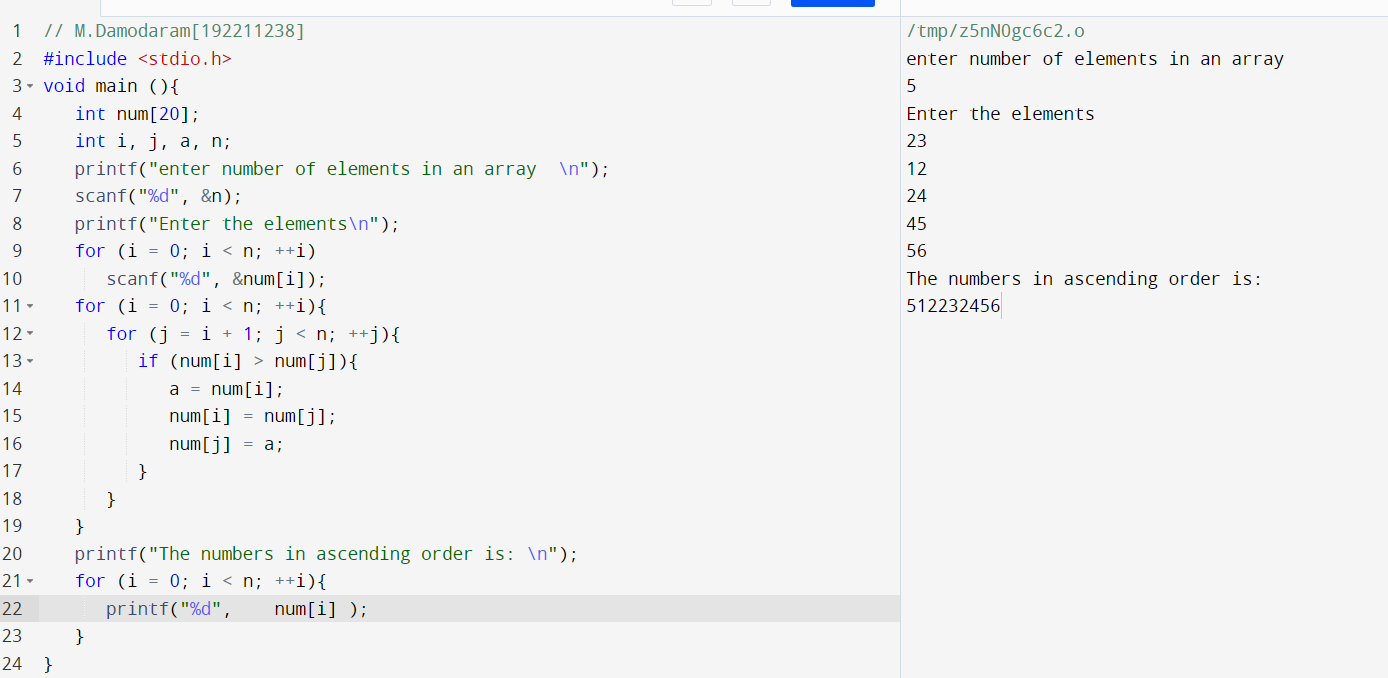 1 // M.Damodaram[192211238]
2 #include <stdio.h>
3 void main (){
4    int num[20];
5    int i, j, a, n;
6    printf("enter number of elements in an array  \n");
7    scanf("%d", &n);
8    printf("Enter the elements\n");
9    for (i = 0; i < n; ++i)
10       scanf("%d", &num[i]);
11    for (i = 0; i < n; ++i){
12       for (j = i + 1; j < n; ++j){
13          if (num[i] > num[j]){
14             a = num[i];
15             num[i] = num[j];
16             num[j] = a;
17          }
18       }
19    }
20    printf("The numbers in ascending order is: \n");
21    for (i = 0; i < n; ++i){
22       printf("%d",    num[i] );
23    }
24 }
/tmp/z5nNOgc6c2.o
enter number of elements in an array
5
Enter the elements
23
12
24
45
56
The numbers in ascending order is:
512232456